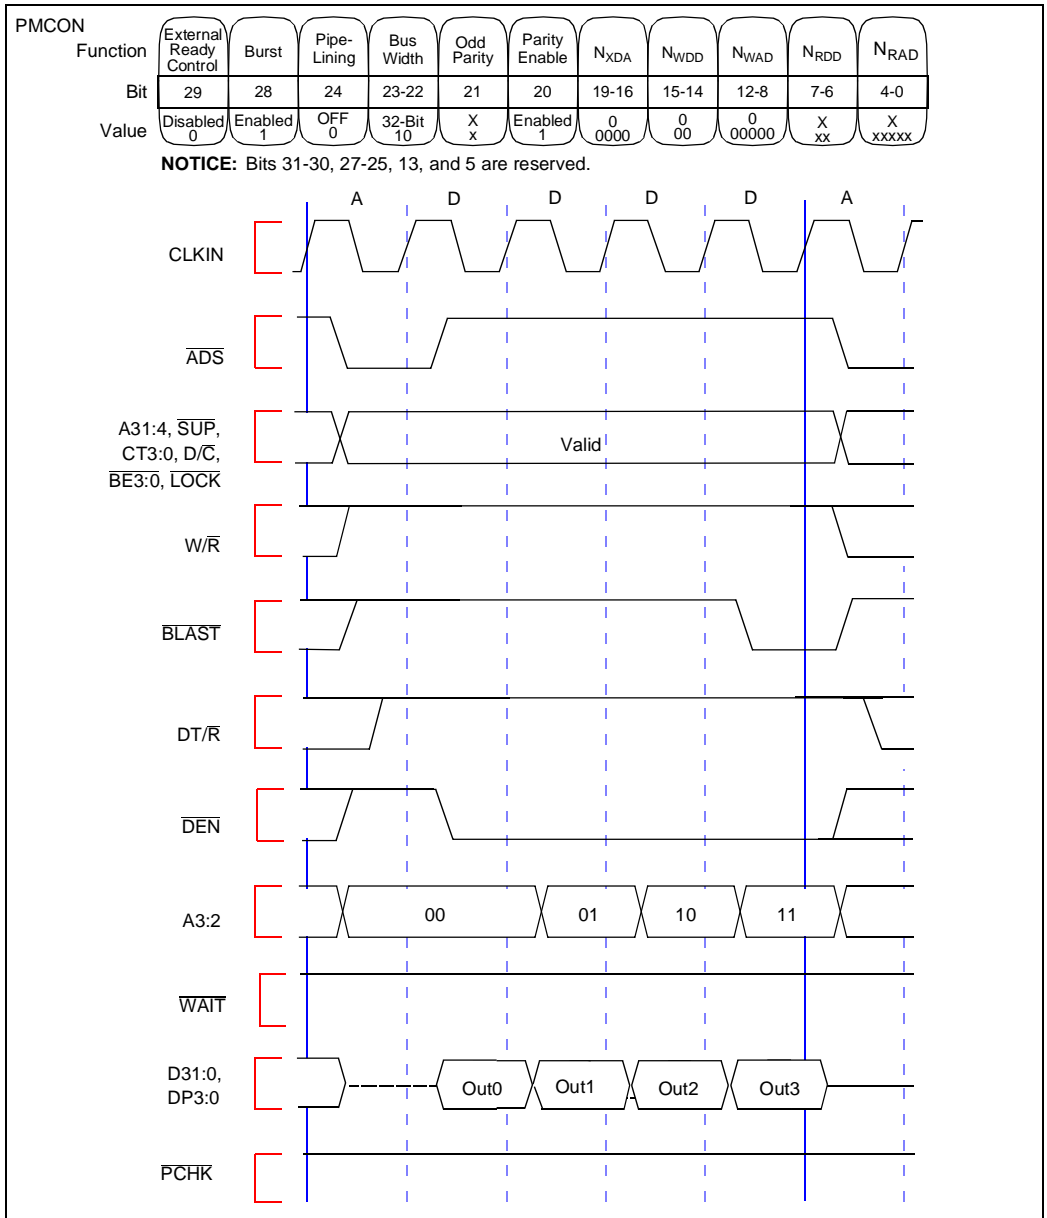 PMCON
Function
External Ready Control
Burst
Pipe-Lining
Bus Width
Odd Parity
Parity Enable
NXDA
NWDD
NWAD
NRDD
NRAD
Bit
29
28
24
23-22
21
20
19-16
15-14
12-8
7-6
4-0
Value
Disabled 0
Enabled 1
OFF 0
32-Bit 10
X x
Enabled 1
0 0000
0 00
0 00000
X xx
X xxxxx
NOTICE: Bits 31-30, 27-25, 13, and 5 are reserved.
A D D D D A
CLKIN
ADS
A31:4, SUP,
CT3:0, D/C,
BE3:0, LOCK
Valid
W/R
BLAST
DT/R
DEN
A3:2
00 01 10 11
WAIT
D31:0,
DP3:0
Out0 Out1 Out2 Out3
PCHK